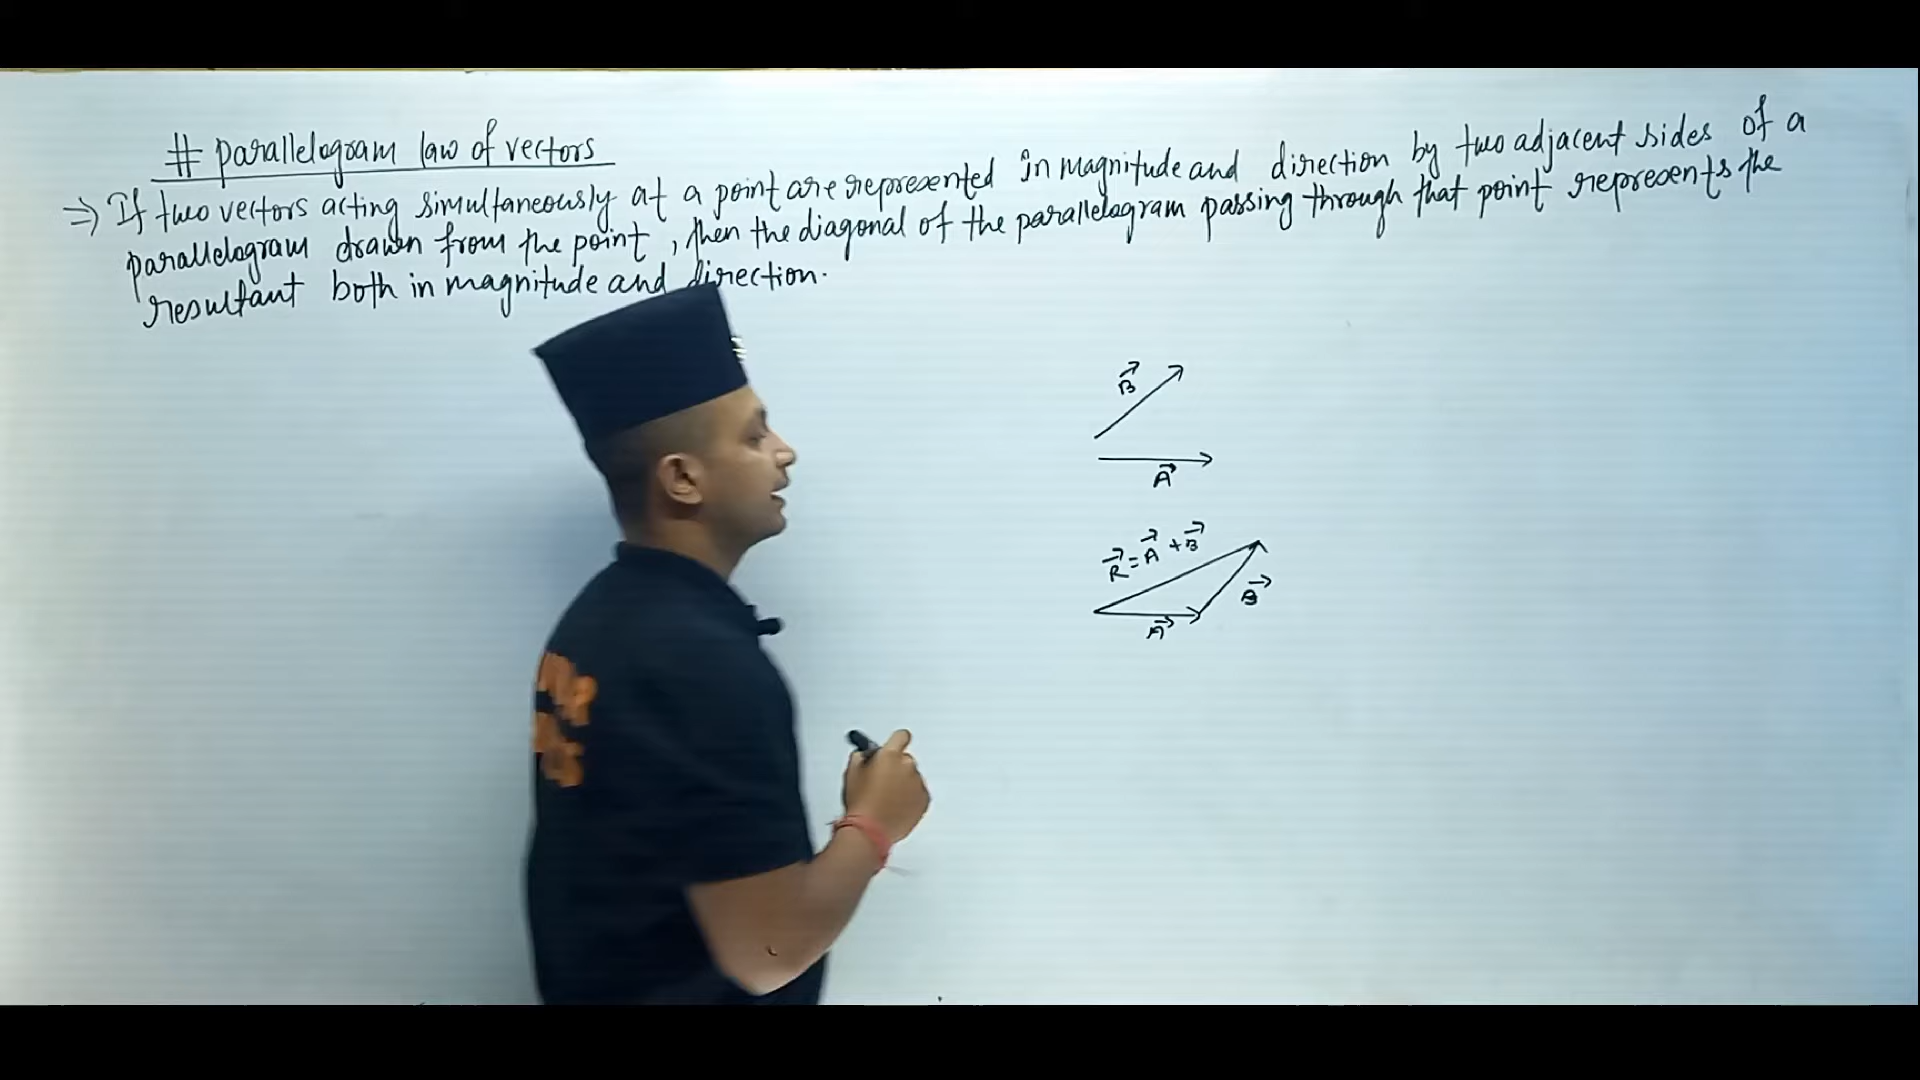 # parallelogram law of vectors
⇒ If two vectors acting simultaneously at a point are represented in magnitude and direction by two adjacent sides of a
parallelogram drawn from the point, then the diagonal of the parallelogram passing through that point represents the
resultant both in magnitude and direction.
B⃗
A⃗
R⃗ = A⃗ + B⃗
B⃗
A⃗